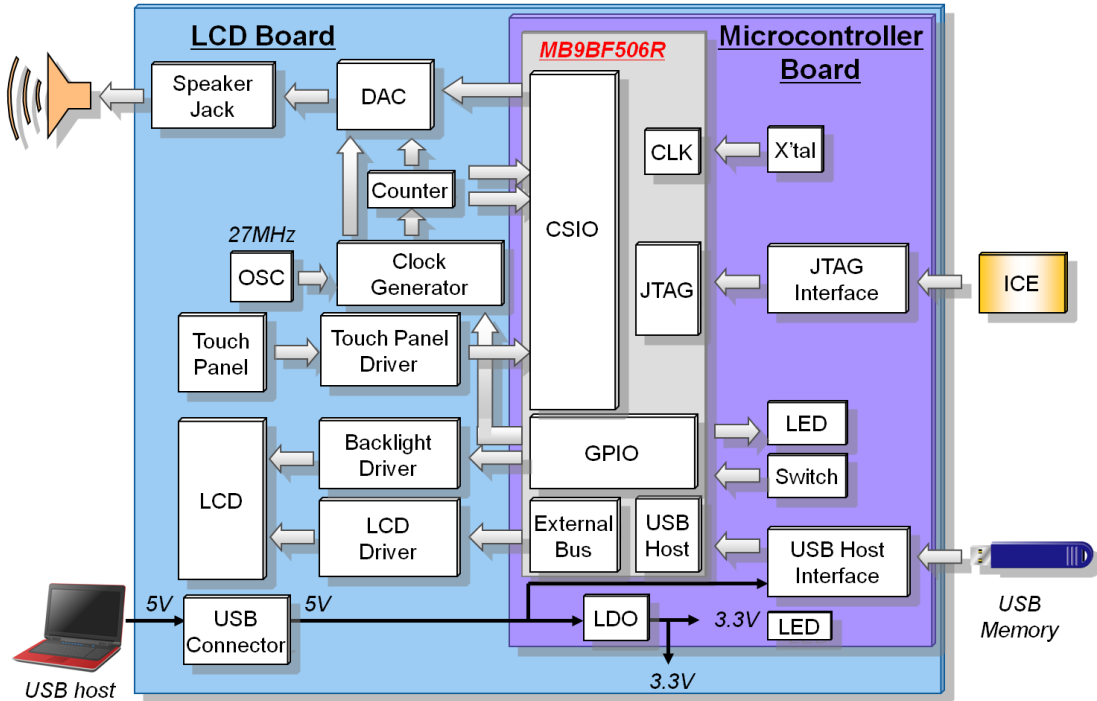 LCD Board
MB9BF506R
Microcontroller
Board
Speaker
Jack
DAC
CLK
X'tal
Counter
CSIO
27MHz
OSC
Clock
Generator
JTAG
JTAG
Interface
ICE
Touch
Panel
Touch Panel
Driver
LCD
Backlight
Driver
GPIO
LED
Switch
LCD
Driver
External
Bus
USB
Host
USB Host
Interface
USB
Memory
5V
USB
Connector
5V
LDO
3.3V
LED
3.3V
USB host